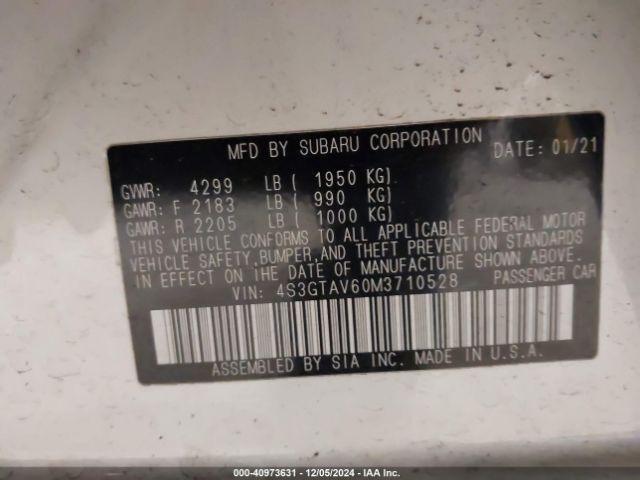 MFD BY SUBARU CORPORATION DATE: 01/21
GVWR: 4299 LB ( 1950 KG)
GAWR: F 2183 LB ( 990 KG)
GAWR: R 2205 LB ( 1000 KG)
THIS VEHICLE CONFORMS TO ALL APPLICABLE FEDERAL MOTOR
VEHICLE SAFETY,BUMPER,AND THEFT PREVENTION STANDARDS
IN EFFECT ON THE DATE OF MANUFACTURE SHOWN ABOVE.
VIN: 4S3GTAV60M3710528 PASSENGER CAR
ASSEMBLED BY SIA INC. MADE IN U.S.A.
000-40973631 - 12/05/2024 - IAA Inc.